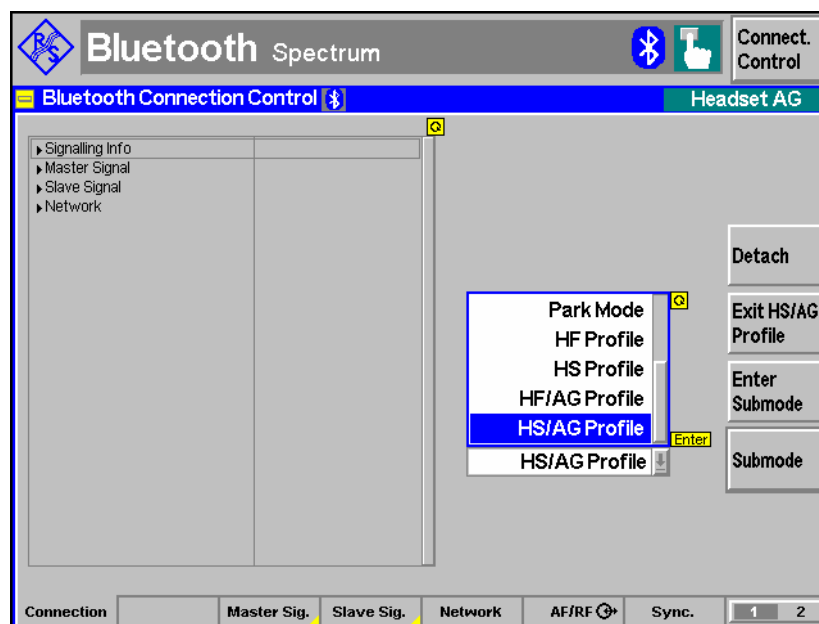 R S
Bluetooth Spectrum
Connect.
Control
Bluetooth Connection Control
Headset AG
Signalling Info
Master Signal
Slave Signal
Network
Detach
Park Mode
HF Profile
HS Profile
HF/AG Profile
HS/AG Profile
Enter
HS/AG Profile
Exit HS/AG
Profile
Enter
Submode
Submode
Connection
Master Sig.
Slave Sig.
Network
AF/RF
Sync.
1 2